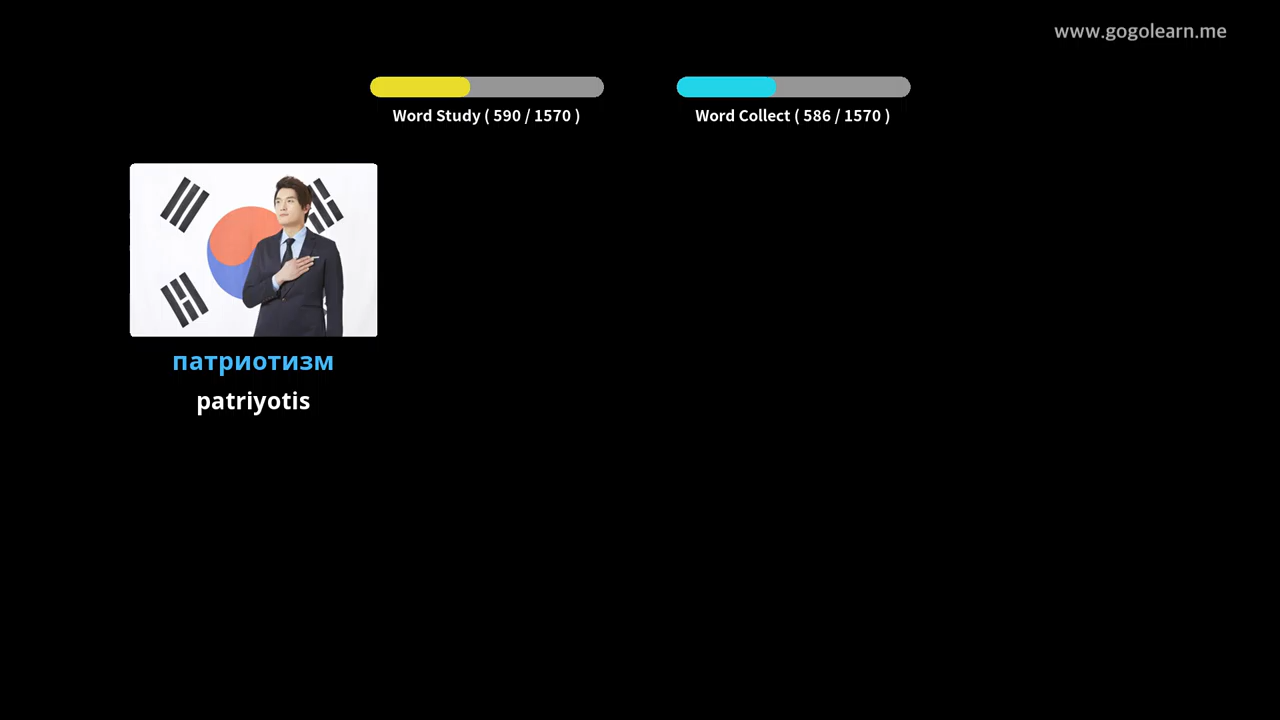 www.gogolearn.me
Word Study ( 590 / 1570 )
Word Collect ( 586 / 1570 )
патриотизм
patriyotis